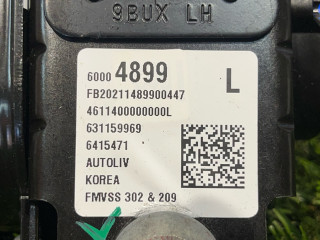 9BUX LH
6000 4899 L
FB20211489900447
4611400000000L
631159969
6415471
AUTOLIV
KOREA
FMVSS 302 & 209